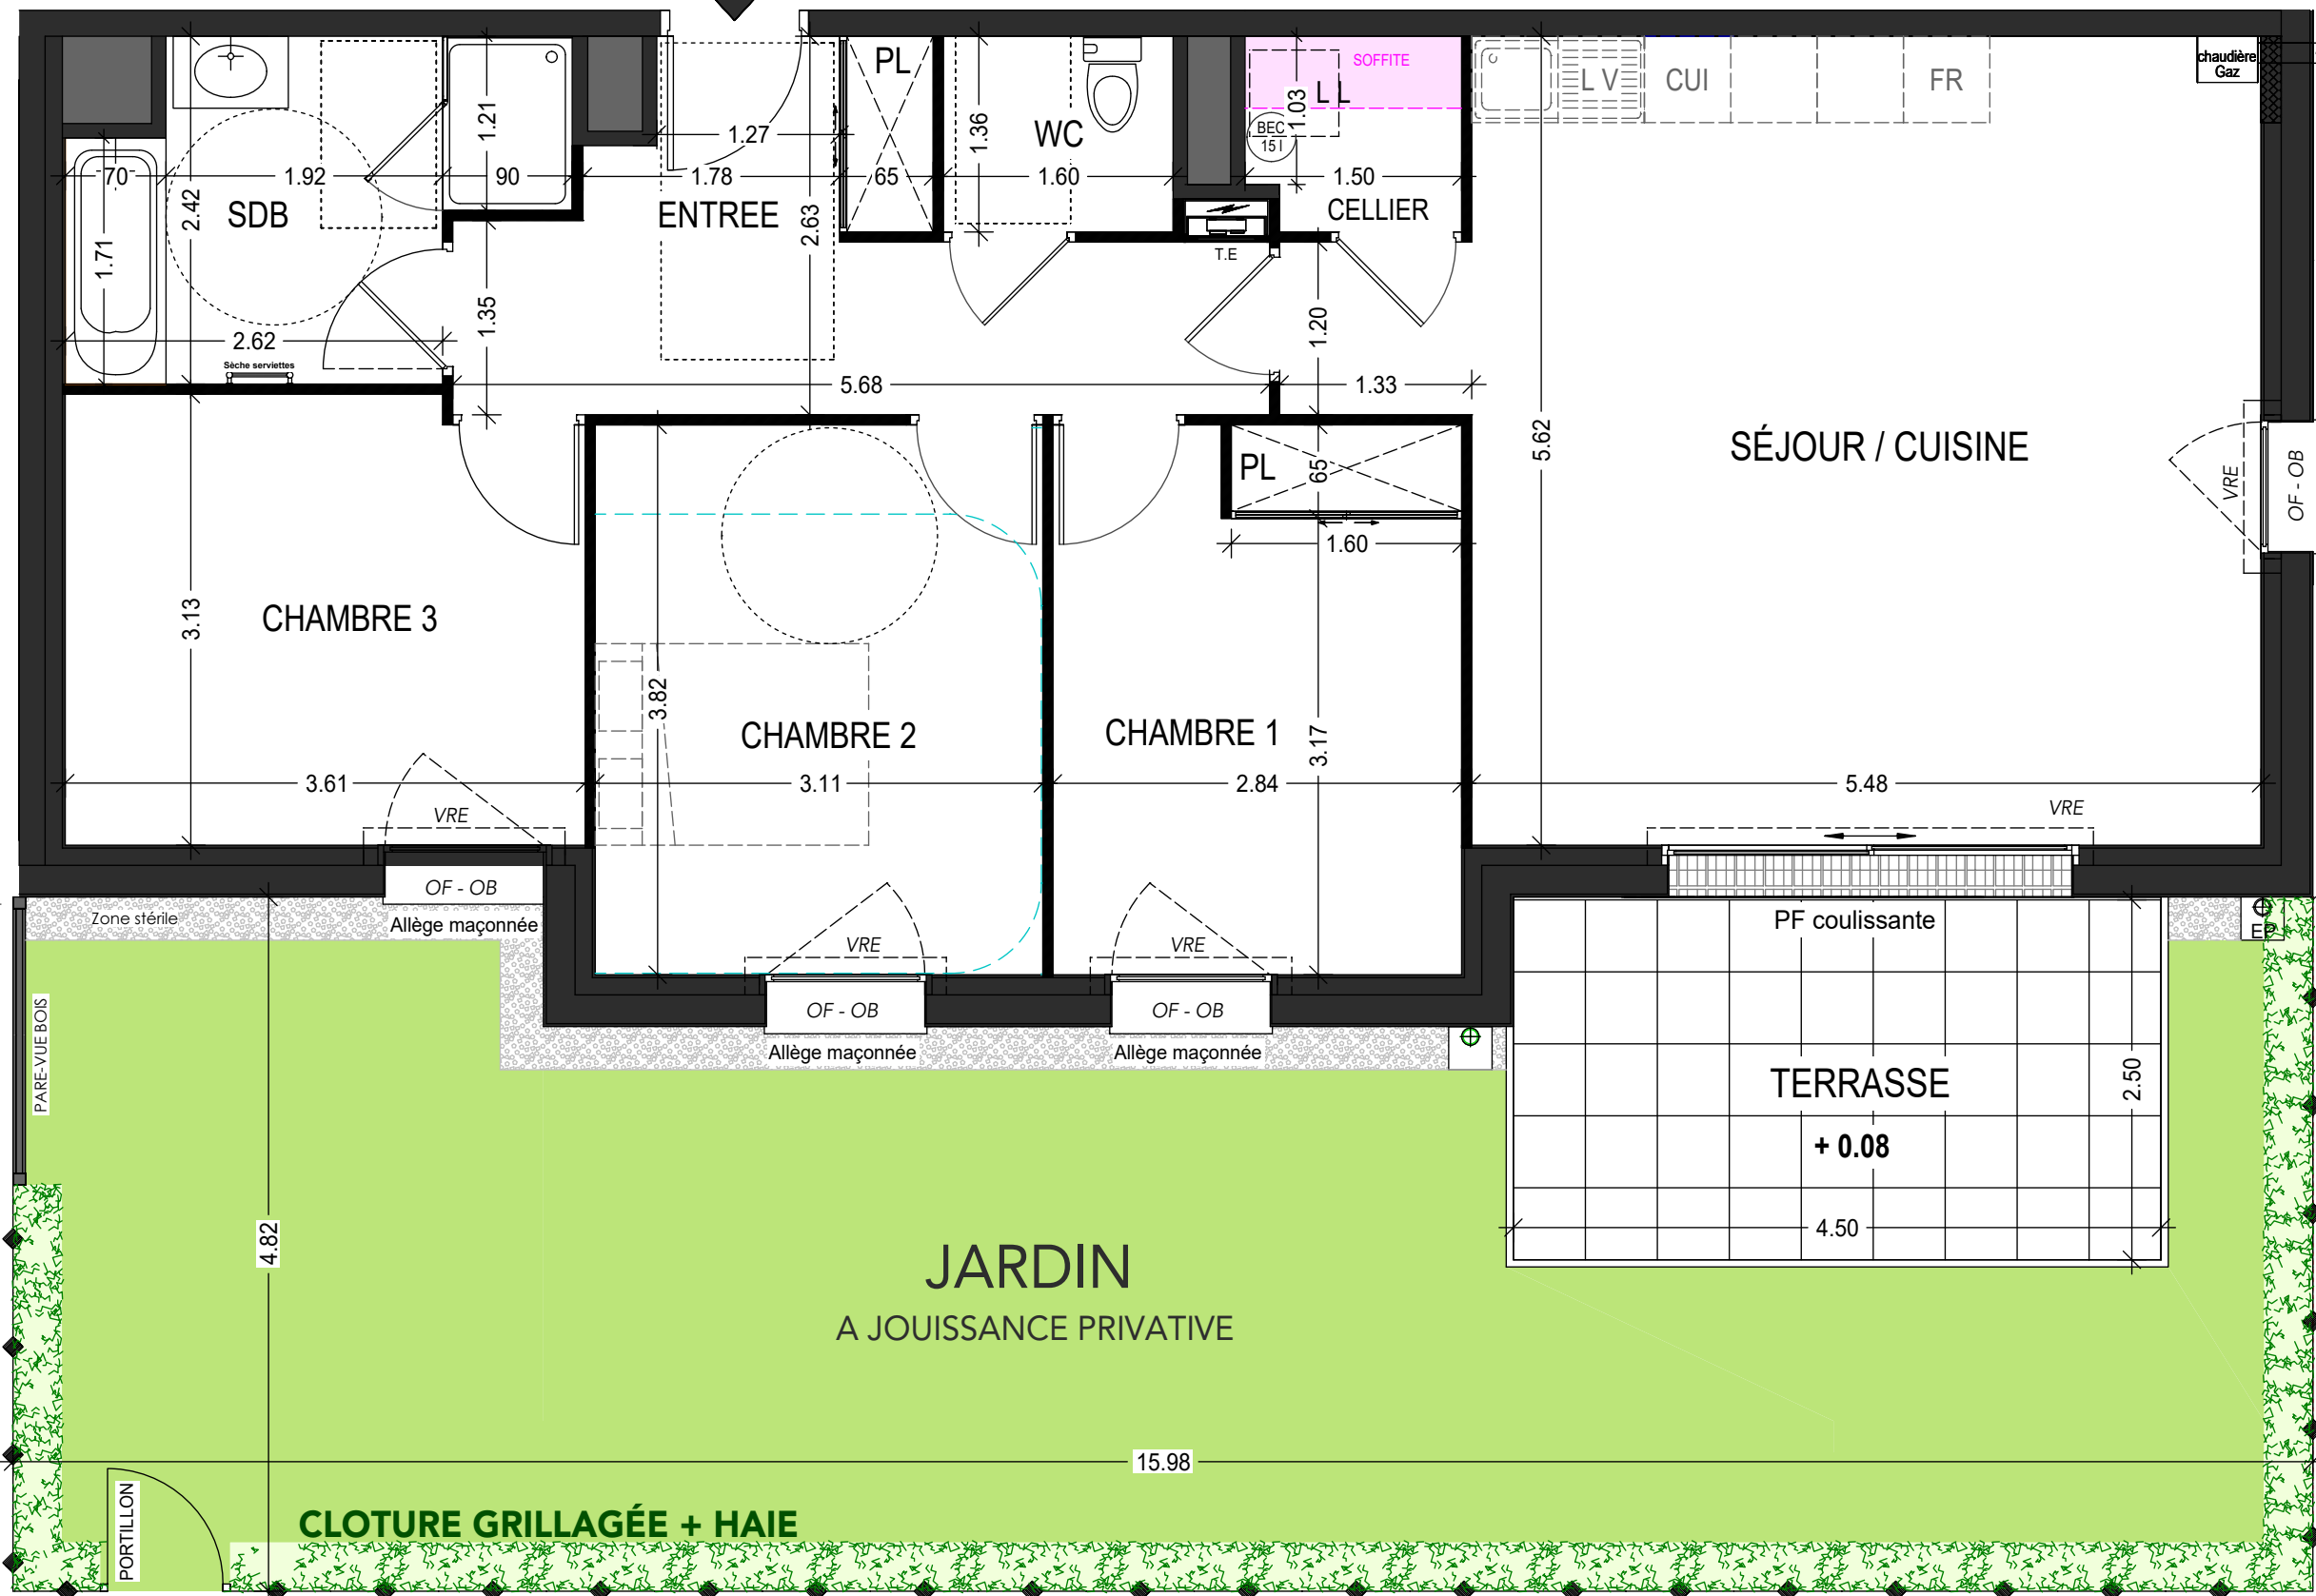 PL
SOFFITE
L L
1.03
BEC
15 l
L V
CUI
FR
chaudière
Gaz
1.21
1.27
1.36
WC
70
1.92
90
1.78
65
1.60
1.50
SDB
2.42
ENTREE
2.63
CELLIER
1.71
T.E
1.35
1.20
2.62
Sèche serviettes
5.68
1.33
5.62
SÉJOUR / CUISINE
VRE
OF - OB
PL
65
1.60
3.13
CHAMBRE 3
3.82
CHAMBRE 2
CHAMBRE 1
3.17
3.61
3.11
2.84
5.48
VRE
VRE
OF - OB
Allège maçonnée
Zone stérile
PF coulissante
EP
VRE
VRE
OF - OB
OF - OB
Allège maçonnée
Allège maçonnée
PARE-VUE BOIS
TERRASSE
+ 0.08
2.50
4.50
4.82
JARDIN
A JOUISSANCE PRIVATIVE
15.98
PORTILLON
CLOTURE GRILLAGÉE + HAIE